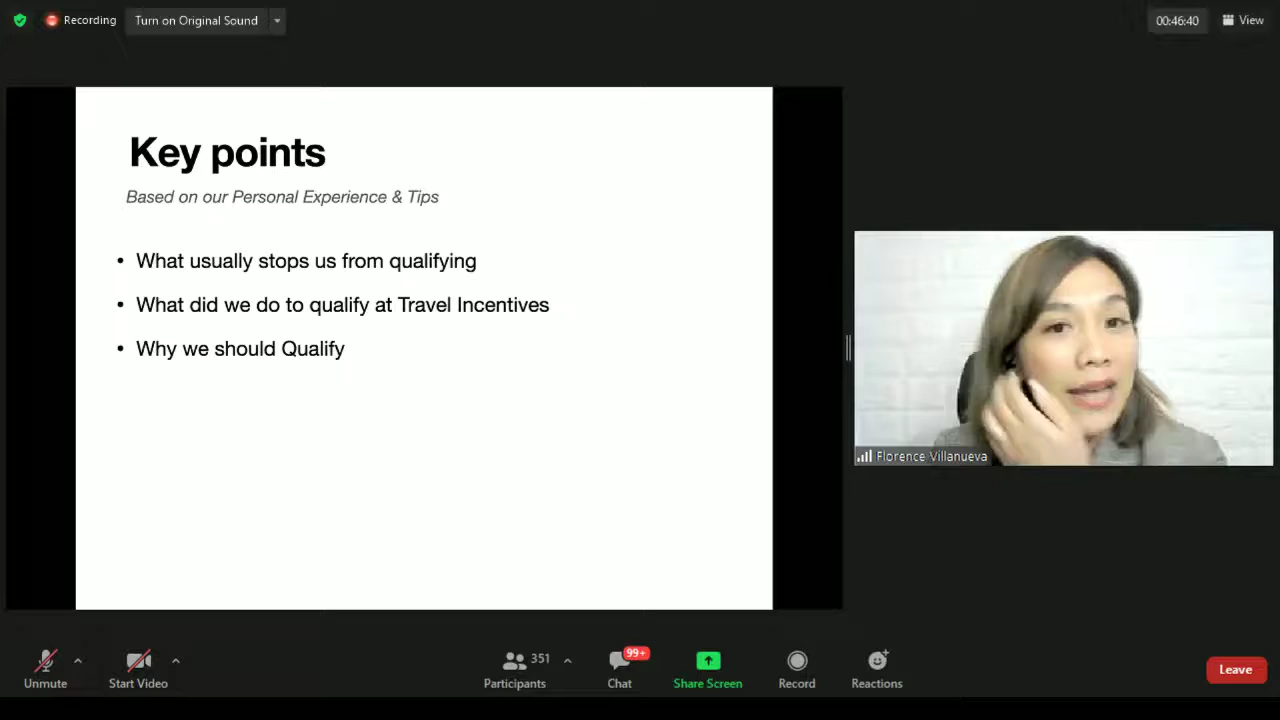 Recording
Turn on Original Sound
00:46:40
View
Key points
Based on our Personal Experience & Tips
• What usually stops us from qualifying
• What did we do to qualify at Travel Incentives
• Why we should Qualify
Florence Villanueva
Unmute
Start Video
351
Participants
99+
Chat
Share Screen
Record
Reactions
Leave